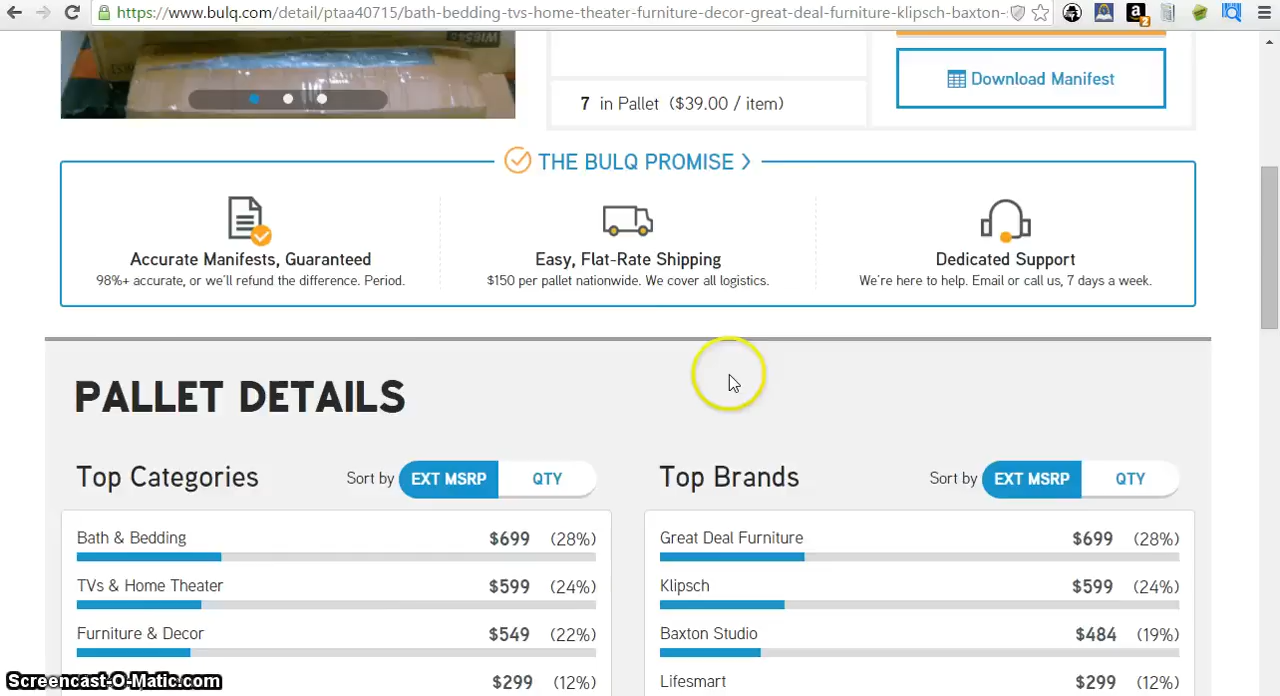 https://www.bulq.com/detail/ptaa40715/bath-bedding-tvs-home-theater-furniture-decor-great-deal-furniture-klipsch-baxton-
2
Download Manifest
7 in Pallet ($39.00 / item)
THE BULQ PROMISE >
Accurate Manifests, Guaranteed
98%+ accurate, or we'll refund the difference. Period.
Easy, Flat-Rate Shipping
$150 per pallet nationwide. We cover all logistics.
Dedicated Support
We're here to help. Email or call us, 7 days a week.
PALLET DETAILS
Top Categories Sort by EXT MSRP QTY
Bath & Bedding $699 (28%)
TVs & Home Theater $599 (24%)
Furniture & Decor $549 (22%)
$299 (12%)
Top Brands Sort by EXT MSRP QTY
Great Deal Furniture $699 (28%)
Klipsch $599 (24%)
Baxton Studio $484 (19%)
Lifesmart $299 (12%)
Screencast-O-Matic.com